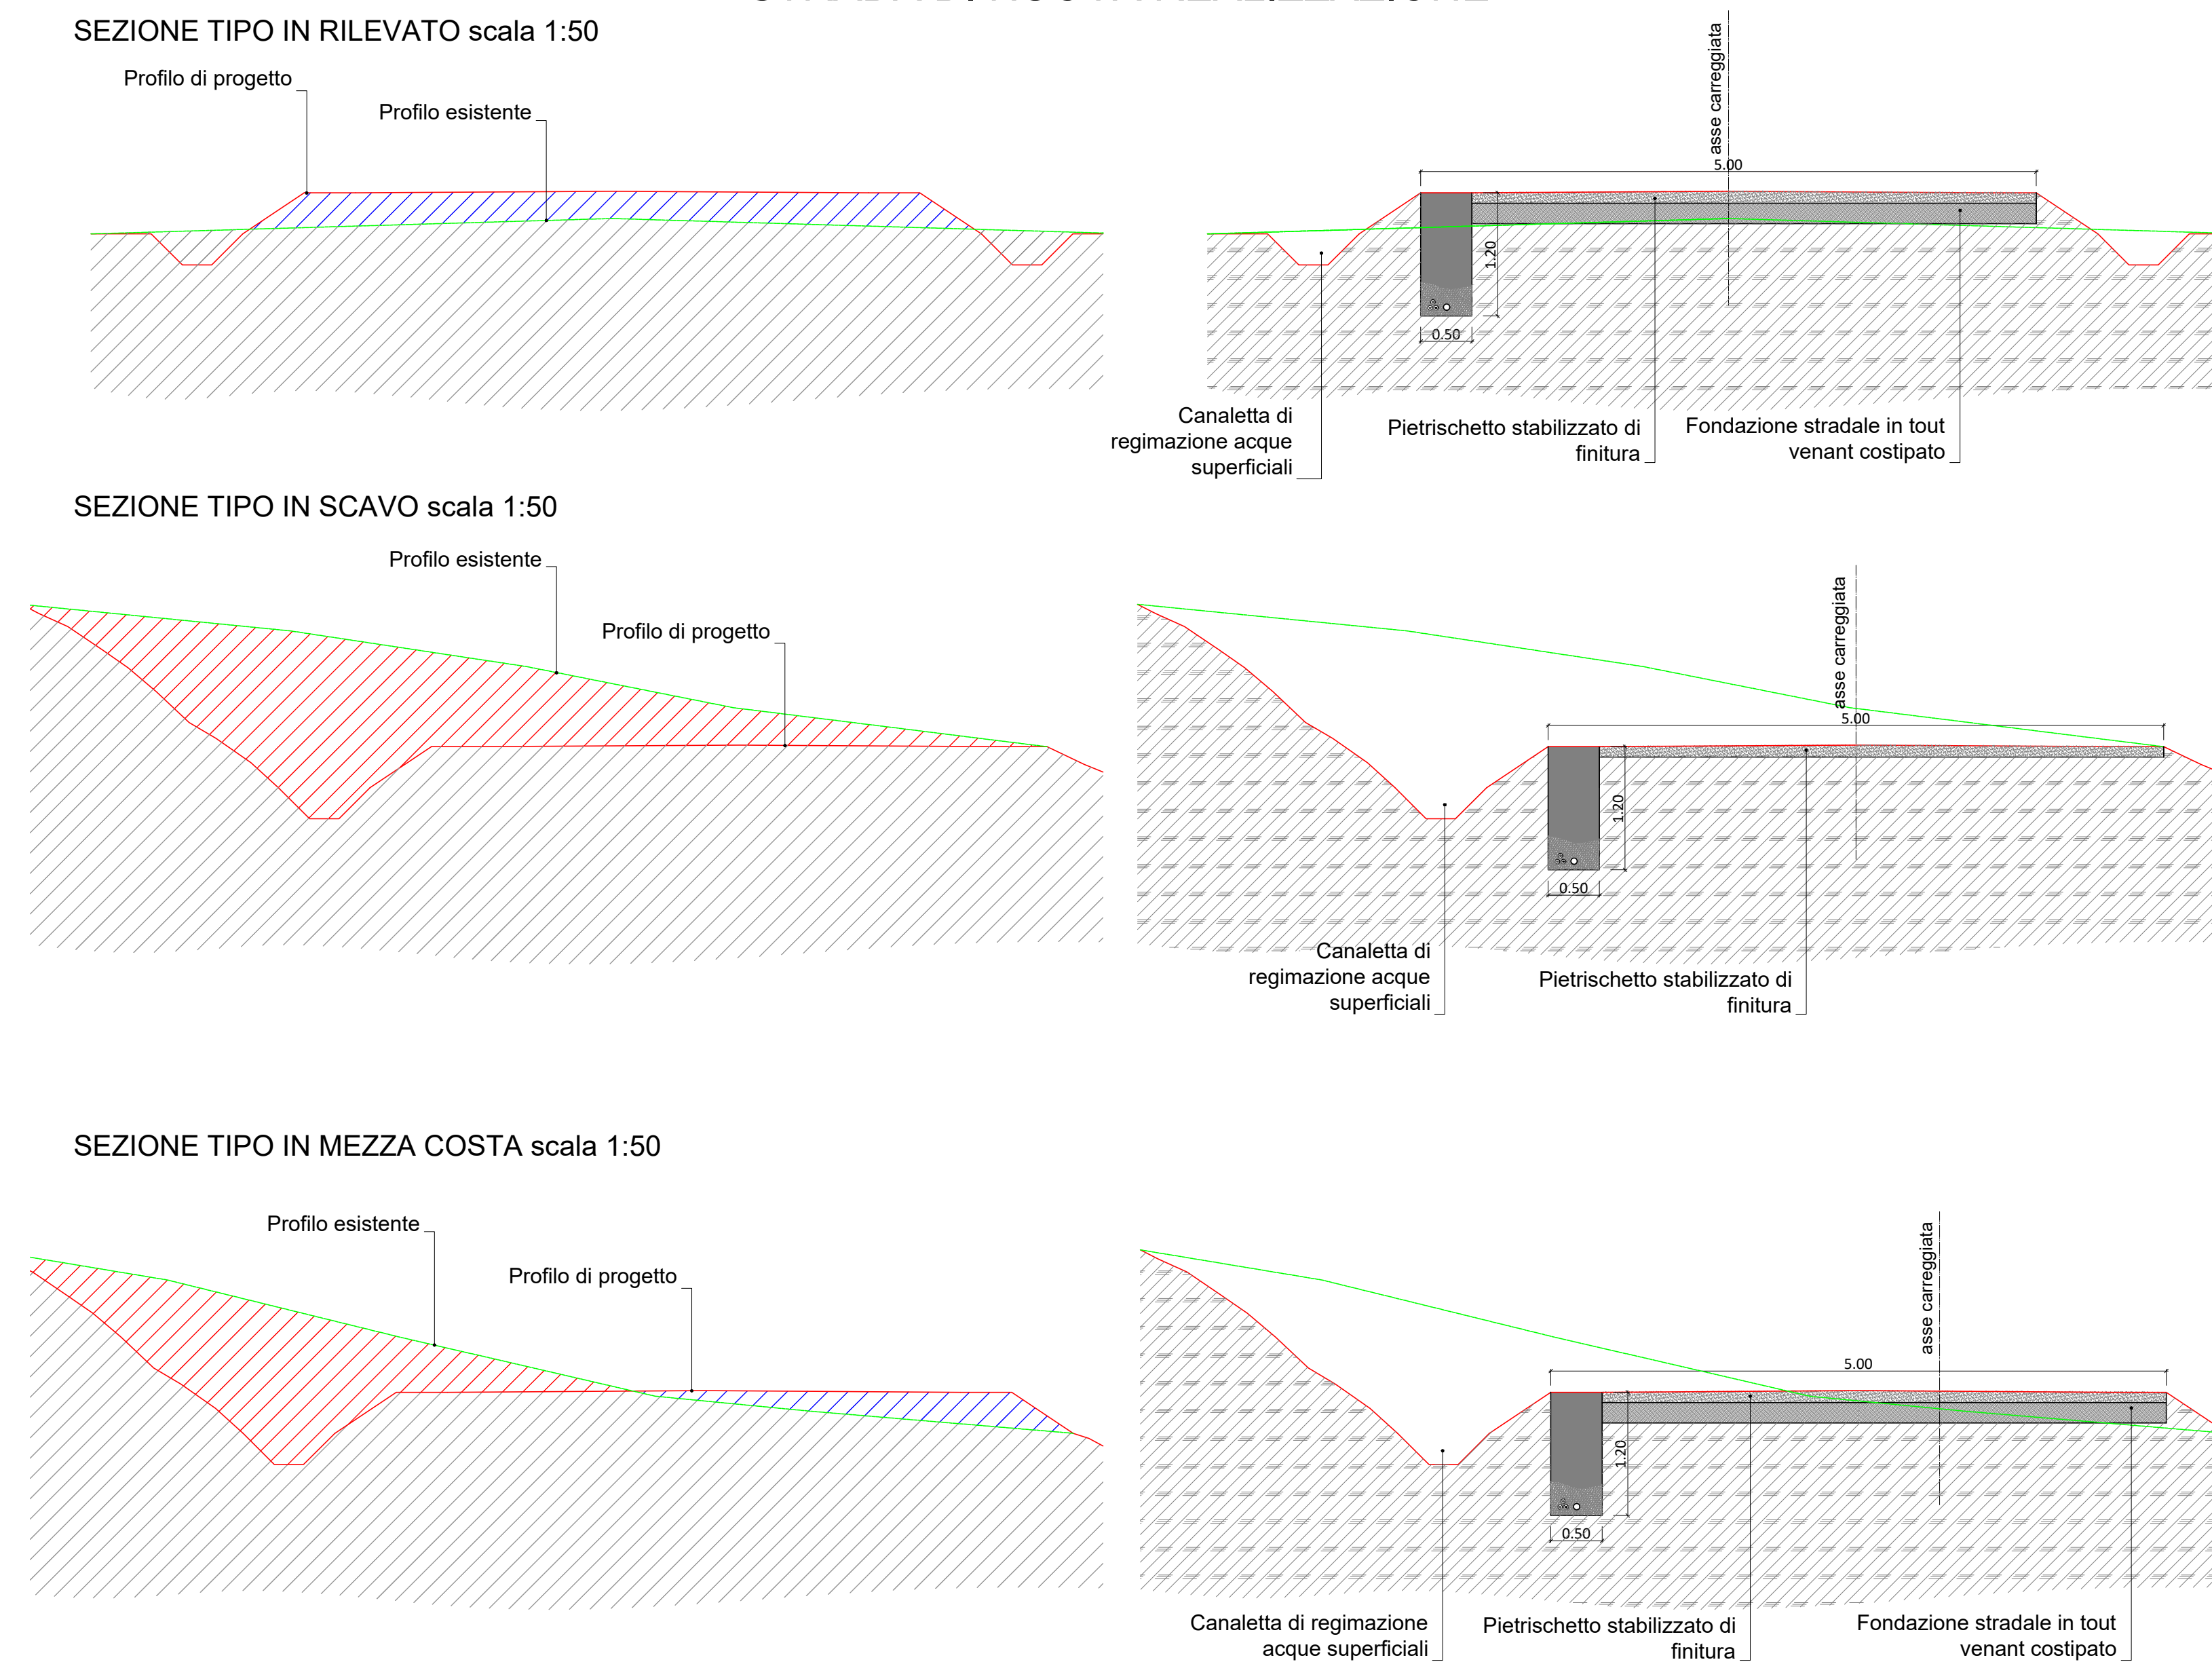 SEZIONE TIPO IN RILEVATO scala 1:50
Profilo di progetto
Profilo esistente
asse carreggiata
5.00
1.20
0.50
Canaletta di
regimazione acque
superficiali
Pietrischetto stabilizzato di
finitura
Fondazione stradale in tout
venant costipato
SEZIONE TIPO IN SCAVO scala 1:50
Profilo esistente
Profilo di progetto
asse carreggiata
5.00
1.20
0.50
Canaletta di
regimazione acque
superficiali
Pietrischetto stabilizzato di
finitura
SEZIONE TIPO IN MEZZA COSTA scala 1:50
Profilo esistente
Profilo di progetto
asse carreggiata
5.00
1.20
0.50
Canaletta di regimazione
acque superficiali
Pietrischetto stabilizzato di
finitura
Fondazione stradale in tout
venant costipato